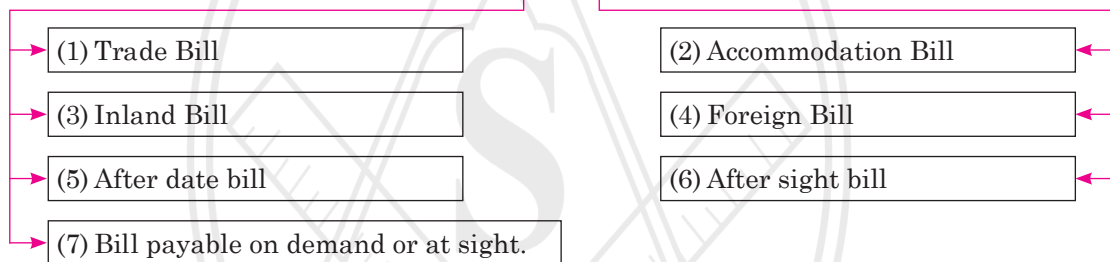 (1) Trade Bill
(2) Accommodation Bill
(3) Inland Bill
(4) Foreign Bill
(5) After date bill
(6) After sight bill
(7) Bill payable on demand or at sight.
S